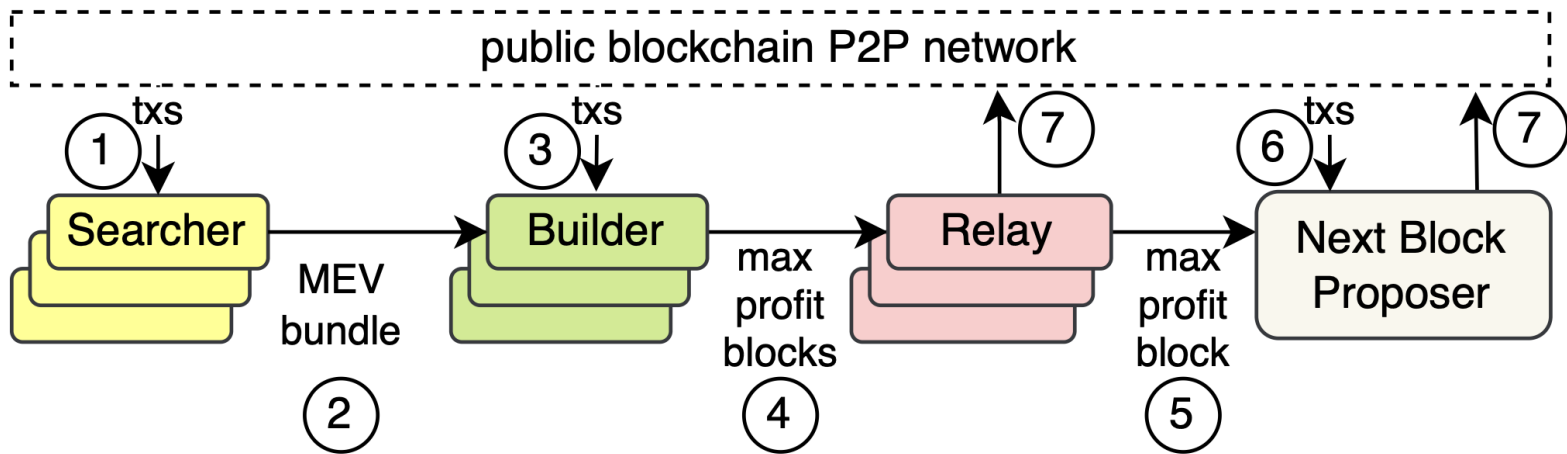 public blockchain P2P network
txs
txs
txs
1
3
7
6
7
Searcher
Builder
Relay
Next Block
Proposer
MEV
bundle
max
profit
blocks
max
profit
block
2
4
5